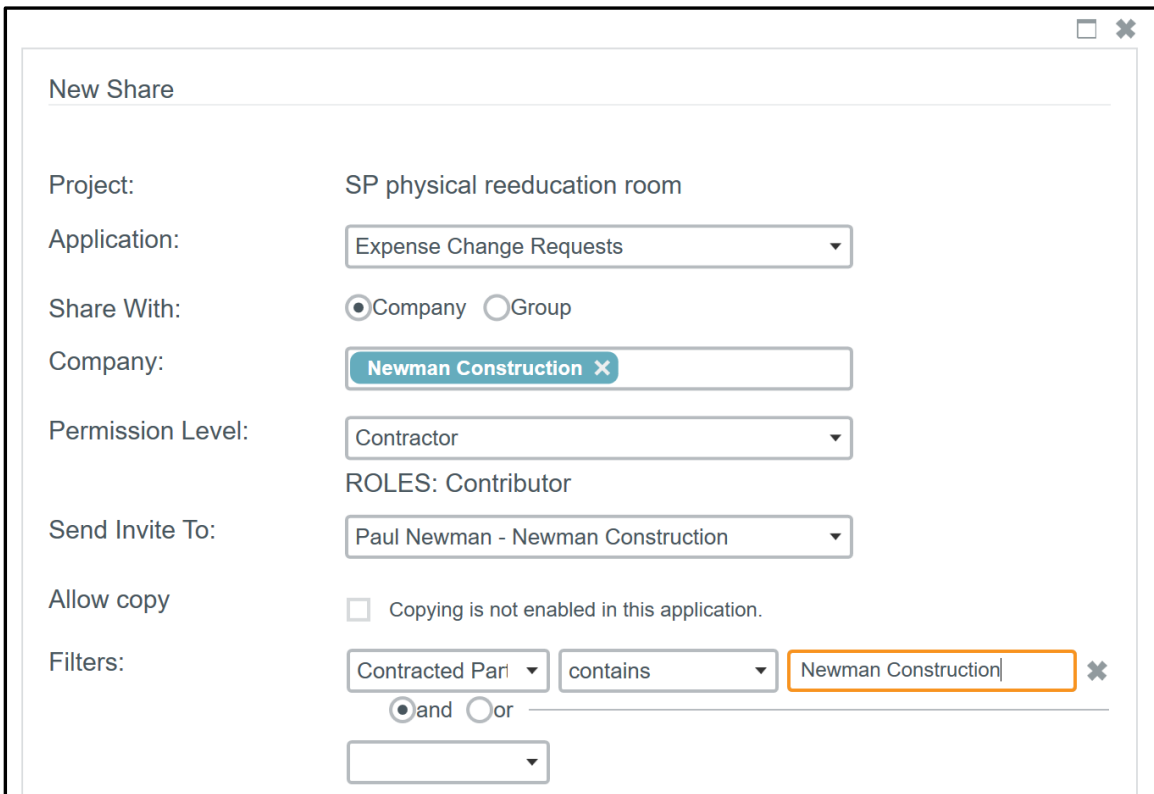 New Share
Project: SP physical reeducation room
Application: Expense Change Requests
Share With: Company Group
Company: Newman Construction
Permission Level: Contractor
ROLES: Contributor
Send Invite To: Paul Newman - Newman Construction
Allow copy Copying is not enabled in this application.
Filters: Contracted Part contains Newman Construction
and or